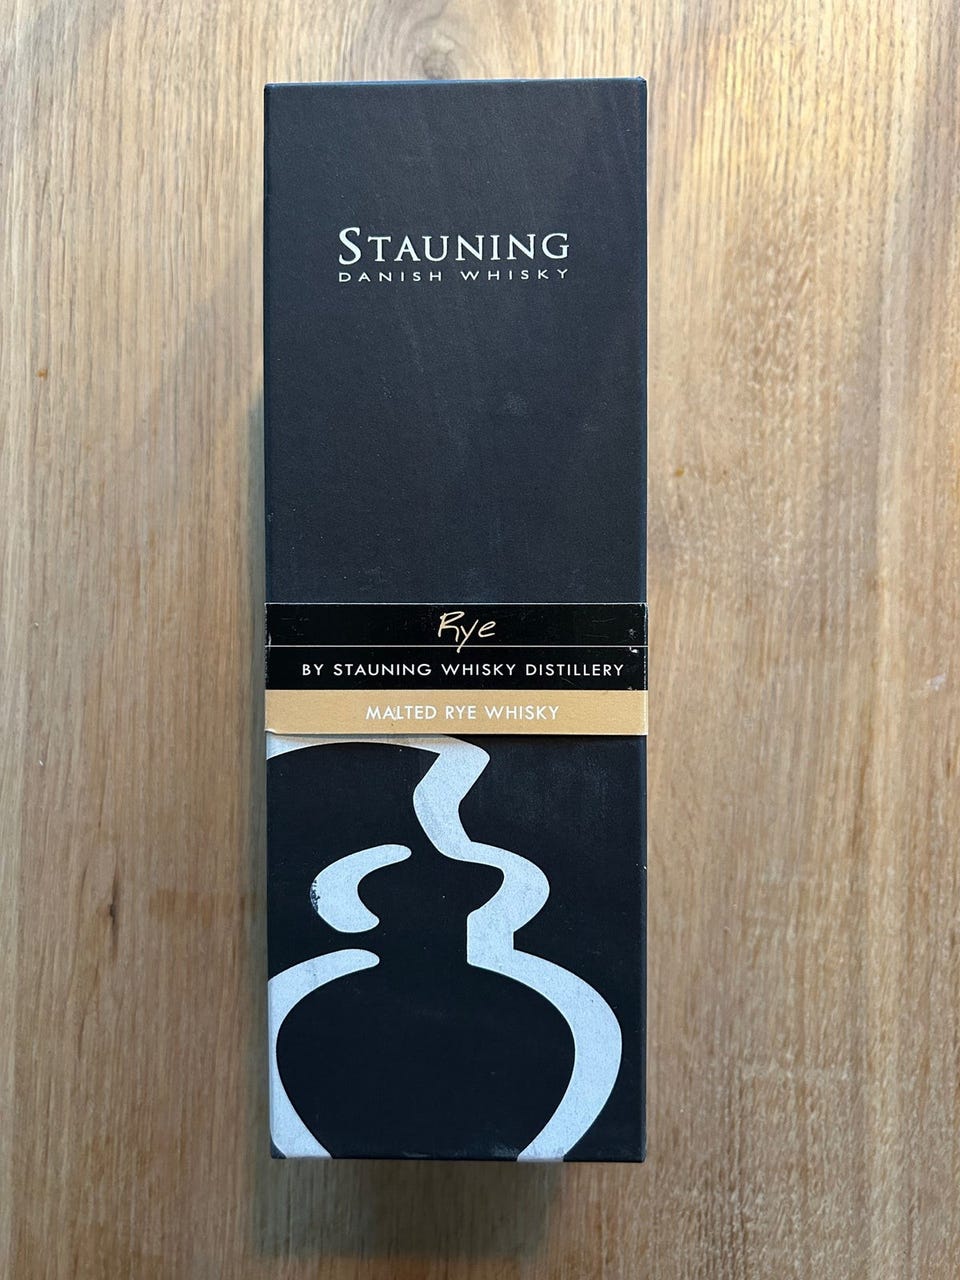 STAUNING
DANISH WHISKY
Rye
BY STAUNING WHISKY DISTILLERY
MALTED RYE WHISKY